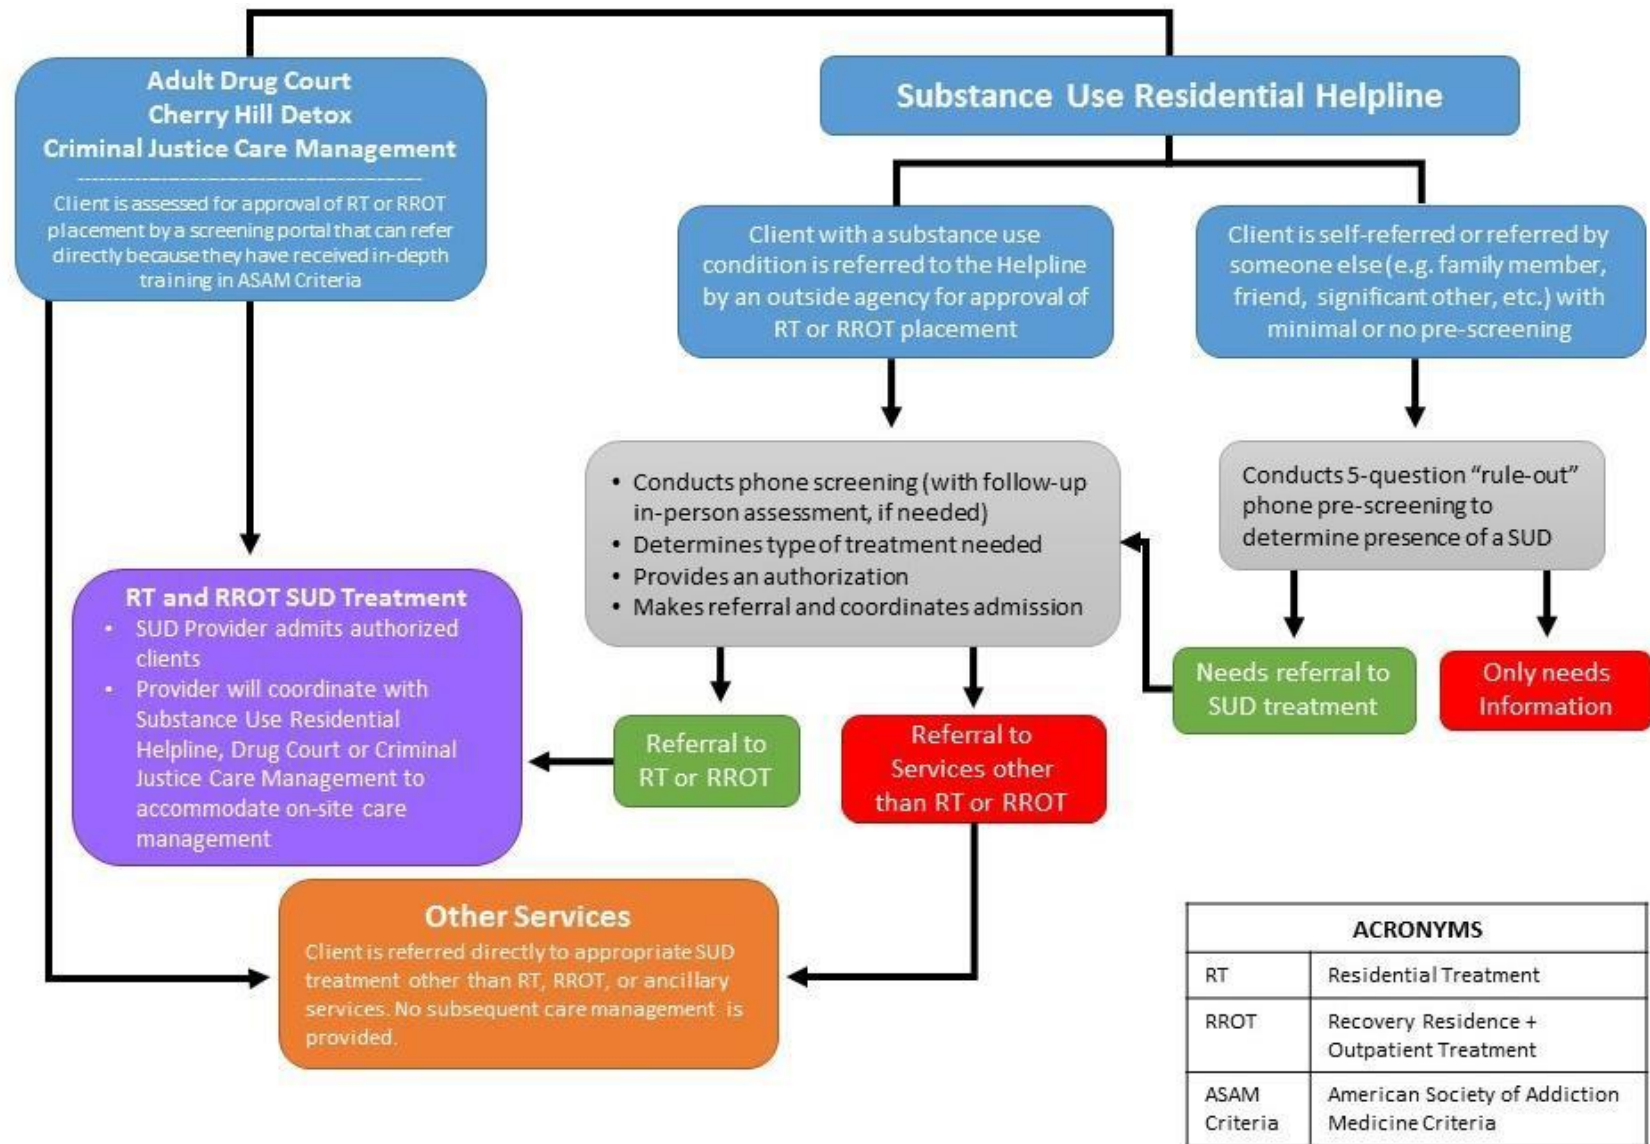 Adult Drug Court
Cherry Hill Detox
Criminal Justice Care Management
------------------------------------------------
Client is assessed for approval of RT or RROT
placement by a screening portal that can refer
directly because they have received in-depth
training in ASAM Criteria
Substance Use Residential Helpline
Client with a substance use
condition is referred to the Helpline
by an outside agency for approval of
RT or RROT placement
Client is self-referred or referred by
someone else (e.g. family member,
friend, significant other, etc.) with
minimal or no pre-screening
• Conducts phone screening (with follow-up
in-person assessment, if needed)
• Determines type of treatment needed
• Provides an authorization
• Makes referral and coordinates admission
Conducts 5-question “rule-out”
phone pre-screening to
determine presence of a SUD
RT and RROT SUD Treatment
• SUD Provider admits authorized
clients
• Provider will coordinate with
Substance Use Residential
Helpline, Drug Court or Criminal
Justice Care Management to
accommodate on-site care
management
Referral to
RT or RROT
Referral to
Services other
than RT or RROT
Needs referral to
SUD treatment
Only needs
Information
Other Services
Client is referred directly to appropriate SUD
treatment other than RT, RROT, or ancillary
services. No subsequent care management is
provided.
ACRONYMS
RT Residential Treatment
RROT Recovery Residence +
Outpatient Treatment
ASAM American Society of Addiction
Criteria Medicine Criteria